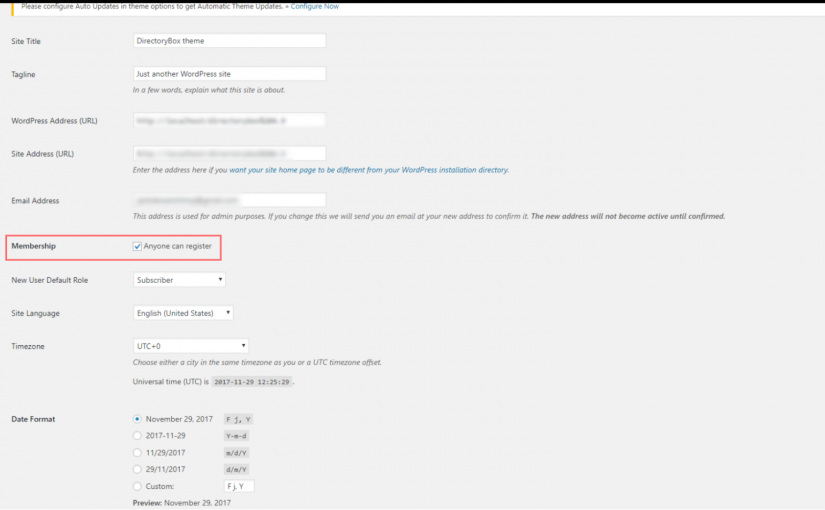 Please configure Auto Updates in theme options to get Automatic Theme Updates. » Configure Now
Site Title DirectoryBox theme
Tagline Just another WordPress site
In a few words, explain what this site is about.
WordPress Address (URL)
Site Address (URL)
Enter the address here if you want your site home page to be different from your WordPress installation directory.
Email Address
This address is used for admin purposes. If you change this we will send you an email at your new address to confirm it. The new address will not become active until confirmed.
Membership Anyone can register
New User Default Role Subscriber
Site Language English (United States)
Timezone UTC+0
Choose either a city in the same timezone as you or a UTC timezone offset.
Universal time (UTC) is 2017-11-29 12:25:29.
Date Format November 29, 2017 F j, Y
2017-11-29 Y-m-d
11/29/2017 m/d/Y
29/11/2017 d/m/Y
Custom: F j, Y
Preview: November 29, 2017